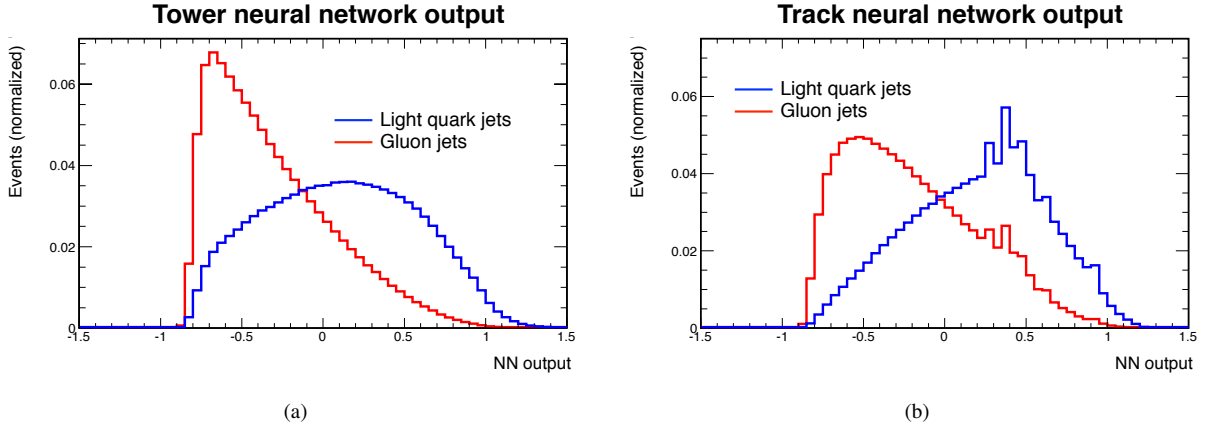 Tower neural network output
Events (normalized)
0.06
0.04
0.02
0
Light quark jets
Gluon jets
-1.5 -1 -0.5 0 0.5 1 1.5
NN output
(a)
Track neural network output
Events (normalized)
0.06
0.04
0.02
0
Light quark jets
Gluon jets
-1.5 -1 -0.5 0 0.5 1 1.5
NN output
(b)